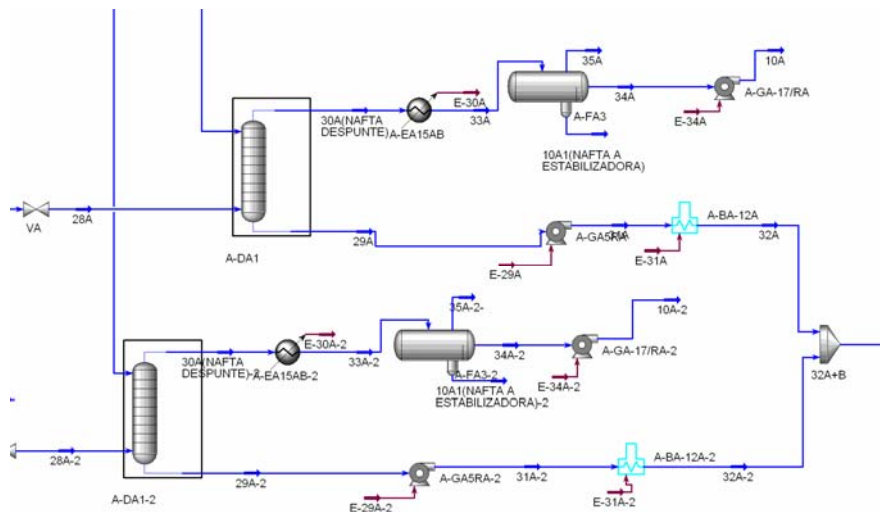 35A
10A
30A(NAFTA
DESPUNTE)
E-30A
33A
34A
A-GA-17/RA
A-EA15AB
A-FA3
E-34A
10A1(NAFTA A
ESTABILIZADORA)
VA
28A
A-DA1
29A
A-GA5RA
31A
A-BA-12A
32A
E-29A
E-31A
35A-2-
10A-2
30A(NAFTA
DESPUNTE)-2
E-30A-2
33A-2
34A-2
A-GA-17/RA-2
A-EA15AB-2
A-FA3-2
E-34A-2
10A1(NAFTA A
ESTABILIZADORA)-2
32A+B
28A-2
A-DA1-2
29A-2
A-GA5RA-2
31A-2
A-BA-12A-2
32A-2
E-29A-2
E-31A-2